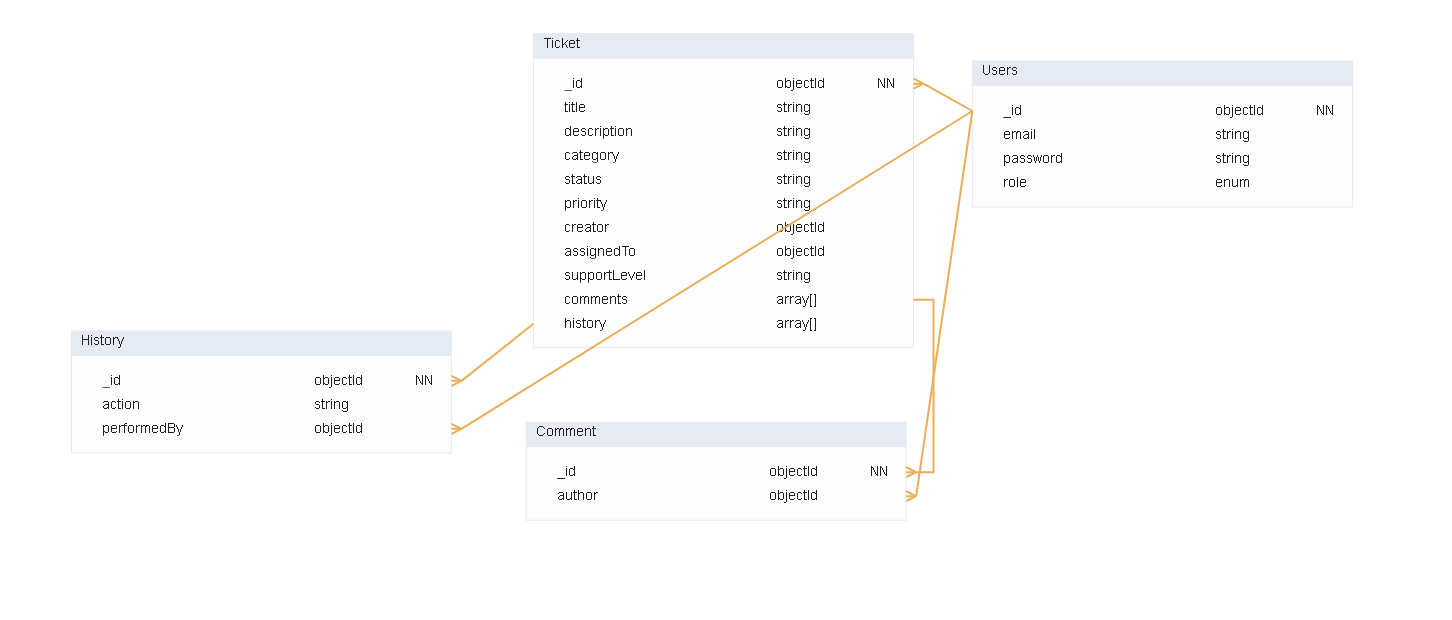 Ticket
_id objectId NN
title string
description string
category string
status string
priority string
creator objectId
assignedTo objectId
supportLevel string
comments array[]
history array[]
Users
_id objectId NN
email string
password string
role enum
History
_id objectId NN
action string
performedBy objectId
Comment
_id objectId NN
author objectId